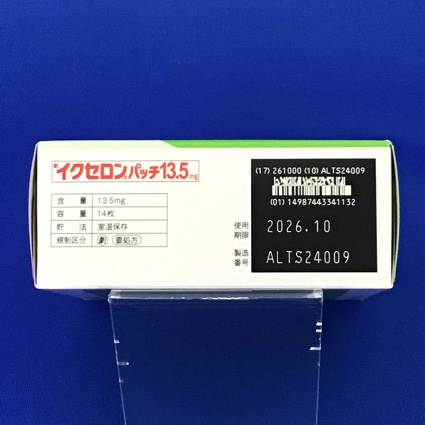 劇 イクセロンパッチ13.5mg
含　量 13.5mg
容　量 14枚
貯　法 室温保存
規制区分 劇 要処方
(17) 261000 (10) ALTS24009
(01) 14987443341132
使用期限 2026.10
製造番号 ALTS24009